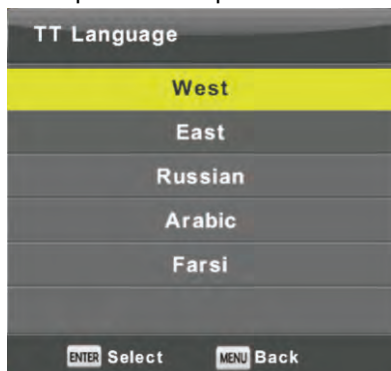 TT Language
West
East
Russian
Arabic
Farsi
ENTER Select MENU Back